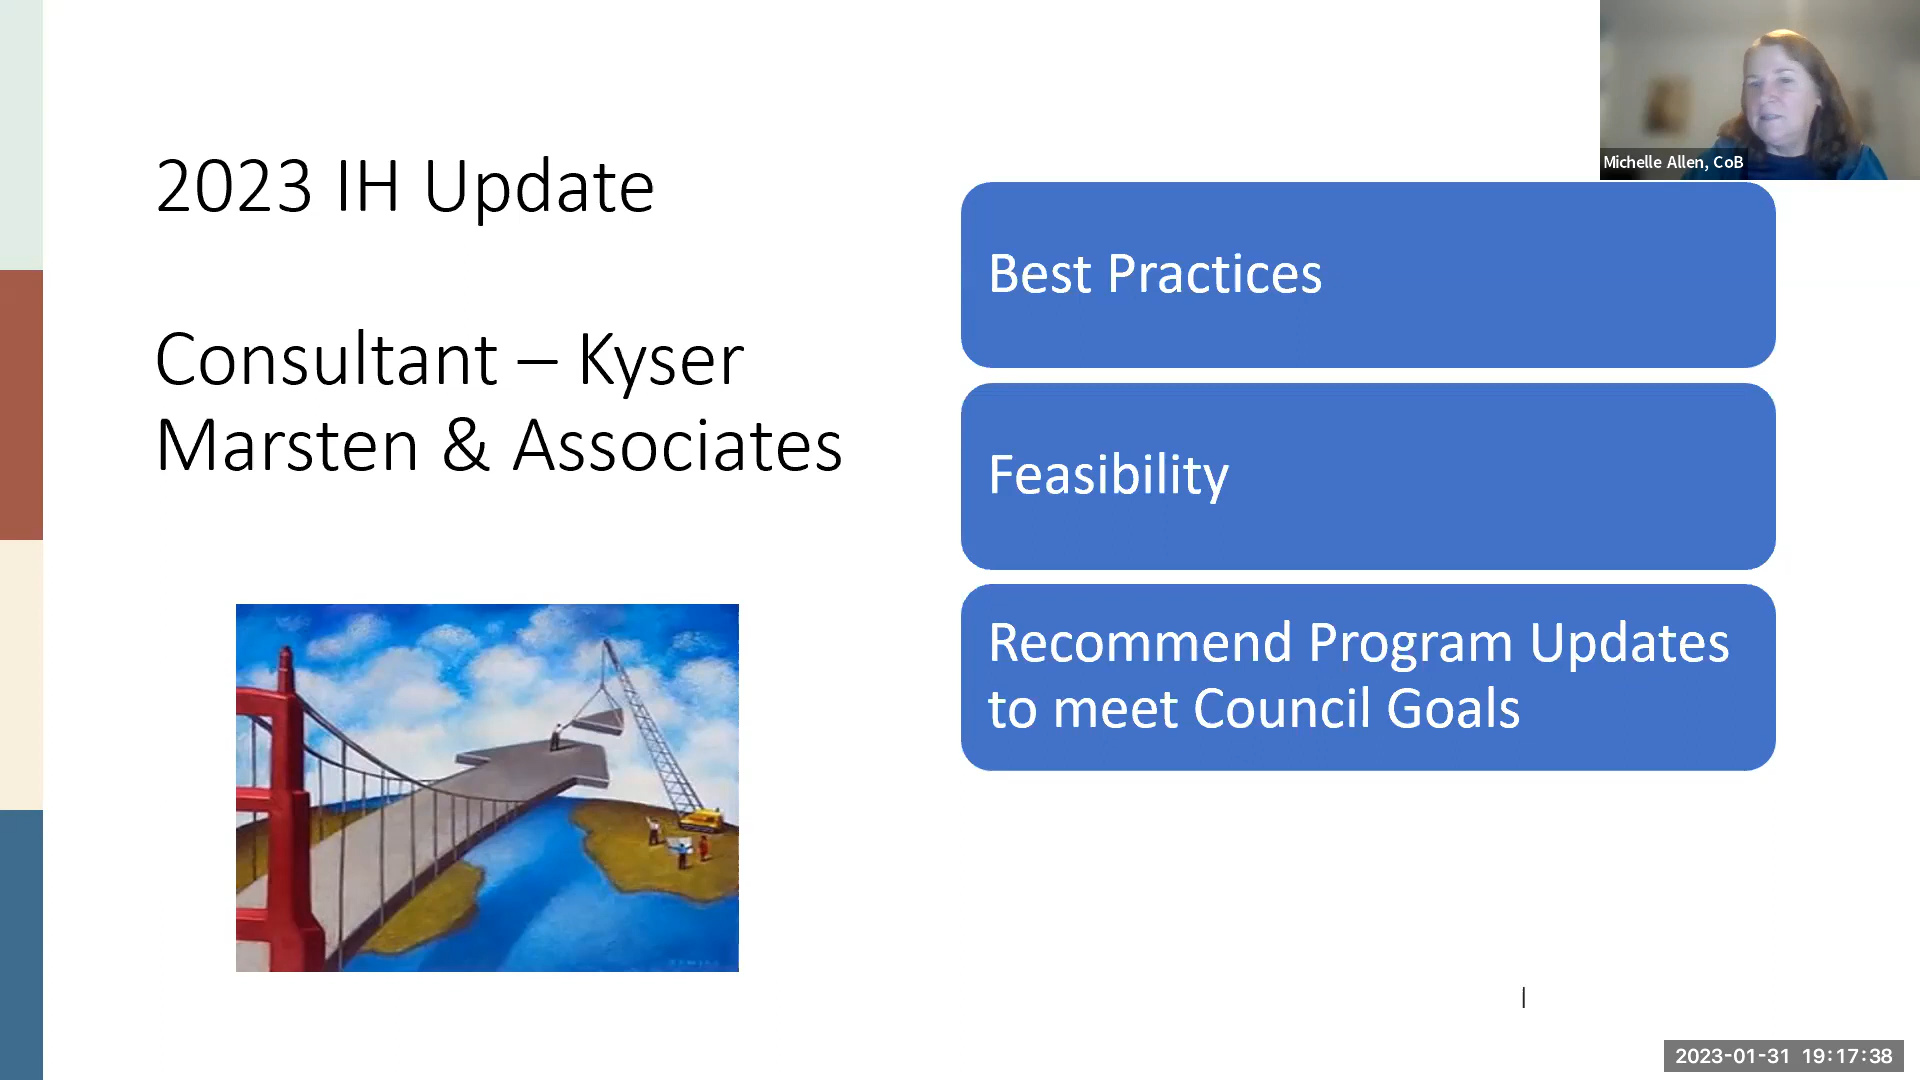 2023 IH Update
Consultant – Kyser
Marsten & Associates
Best Practices
Feasibility
Recommend Program Updates
to meet Council Goals
Michelle Allen, CoB
2023-01-31 19:17:38